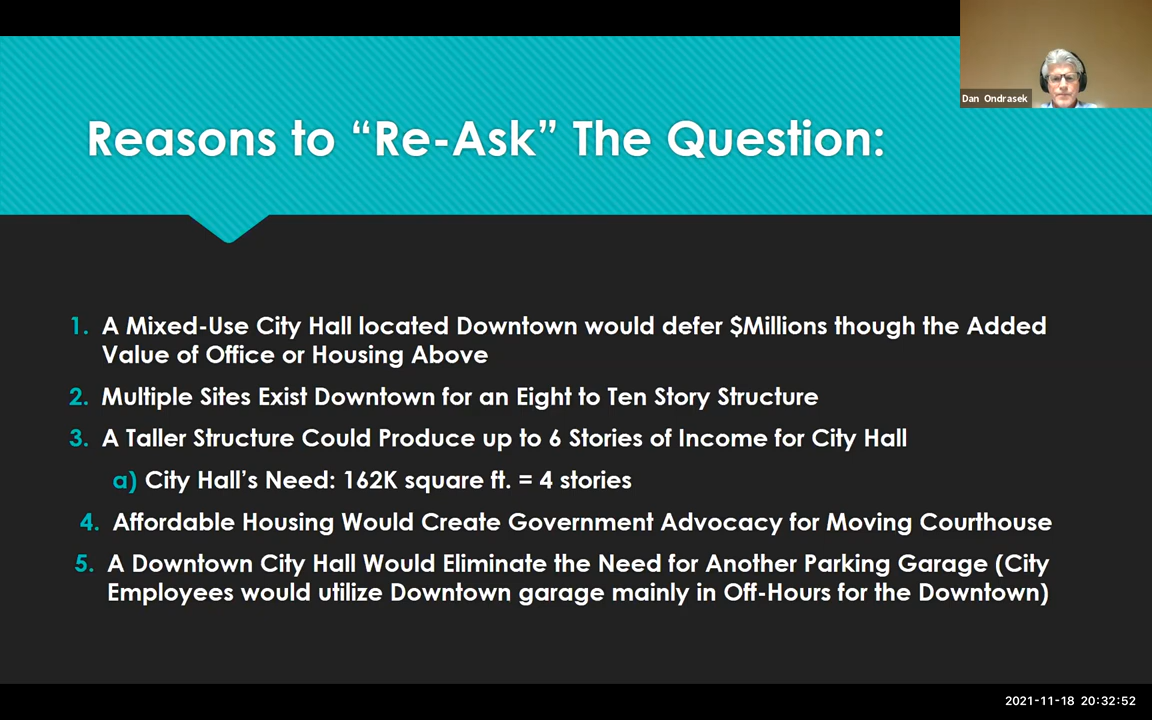 Dan Ondrasek
Reasons to “Re-Ask” The Question:
1. A Mixed-Use City Hall located Downtown would defer $Millions though the Added
Value of Office or Housing Above
2. Multiple Sites Exist Downtown for an Eight to Ten Story Structure
3. A Taller Structure Could Produce up to 6 Stories of Income for City Hall
a) City Hall’s Need: 162K square ft. = 4 stories
4. Affordable Housing Would Create Government Advocacy for Moving Courthouse
5. A Downtown City Hall Would Eliminate the Need for Another Parking Garage (City
Employees would utilize Downtown garage mainly in Off-Hours for the Downtown)
2021-11-18 20:32:52